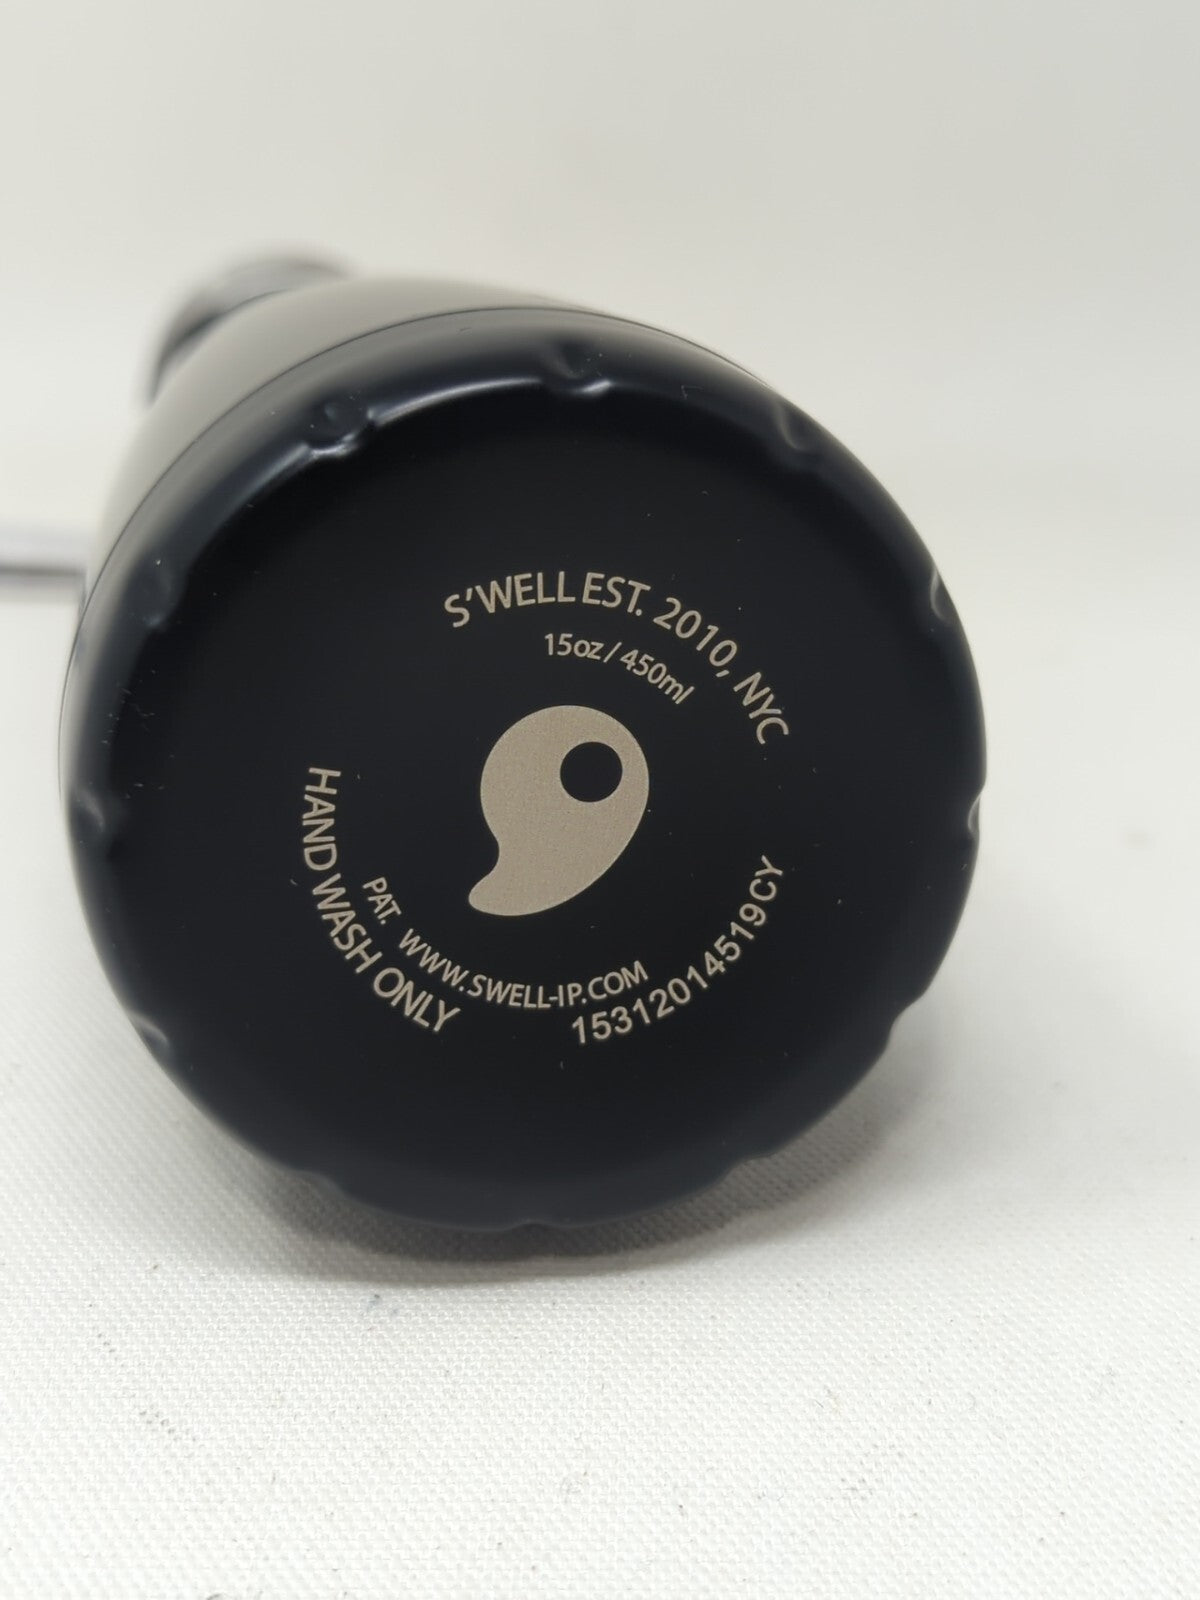 S'WELL EST. 2010, NYC
15oz / 450ml
HAND WASH ONLY
PAT. WWW.SWELL-IP.COM
15312014519CY